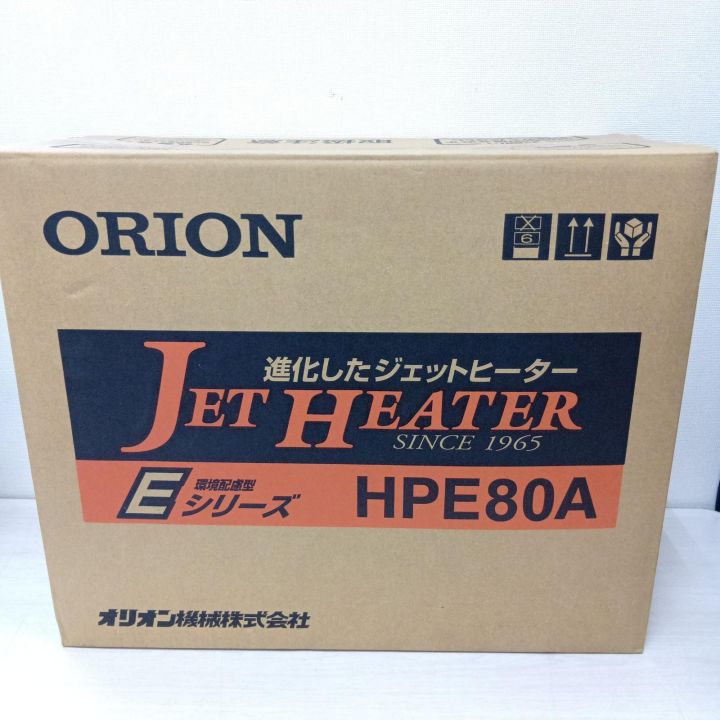 ORION
6
進化したジェットヒーター
JET HEATER
SINCE 1965
E 環境配慮型
シリーズ
HPE80A
オリオン機械株式会社